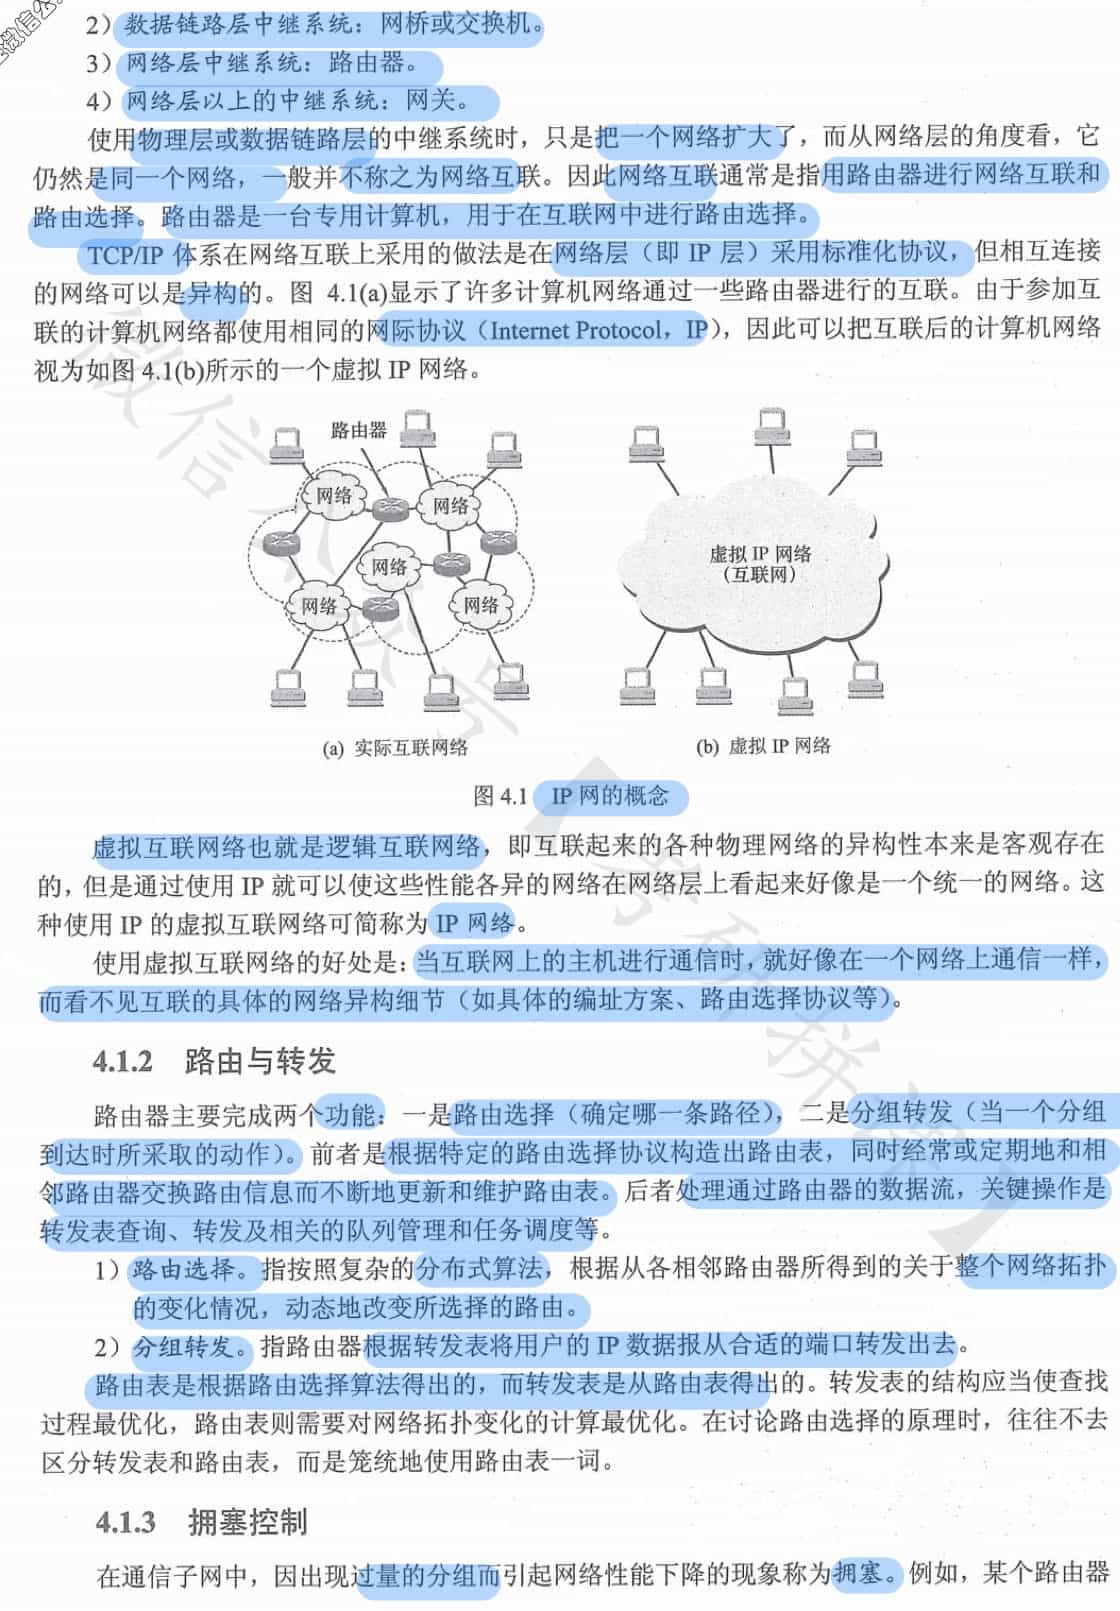 2）数据链路层中继系统：网桥或交换机。
3）网络层中继系统：路由器。
4）网络层以上的中继系统：网关。
使用物理层或数据链路层的中继系统时，只是把一个网络扩大了，而从网络层的角度看，它
仍然是同一个网络，一般并不称之为网络互联。因此网络互联通常是指用路由器进行网络互联和
路由选择。路由器是一台专用计算机，用于在互联网中进行路由选择。
TCP/IP 体系在网络互联上采用的做法是在网络层（即 IP 层）采用标准化协议，但相互连接
的网络可以是异构的。图 4.1(a)显示了许多计算机网络通过一些路由器进行的互联。由于参加互
联的计算机网络都使用相同的网际协议（Internet Protocol，IP），因此可以把互联后的计算机网络
视为如图 4.1(b)所示的一个虚拟 IP 网络。
路由器
网络
网络
网络
网络
网络
虚拟 IP 网络
（互联网）
(a) 实际互联网络
(b) 虚拟 IP 网络
图 4.1 IP 网的概念
虚拟互联网络也就是逻辑互联网络，即互联起来的各种物理网络的异构性本来是客观存在
的，但是通过使用 IP 就可以使这些性能各异的网络在网络层上看起来好像是一个统一的网络。这
种使用 IP 的虚拟互联网络可简称为 IP 网络。
使用虚拟互联网络的好处是：当互联网上的主机进行通信时，就好像在一个网络上通信一样，
而看不见互联的具体的网络异构细节（如具体的编址方案、路由选择协议等）。
4.1.2 路由与转发
路由器主要完成两个功能：一是路由选择（确定哪一条路径），二是分组转发（当一个分组
到达时所采取的动作）。前者是根据特定的路由选择协议构造出路由表，同时经常或定期地和相
邻路由器交换路由信息而不断地更新和维护路由表。后者处理通过路由器的数据流，关键操作是
转发表查询、转发及相关的队列管理和任务调度等。
1）路由选择。指按照复杂的分布式算法，根据从各相邻路由器所得到的关于整个网络拓扑
的变化情况，动态地改变所选择的路由。
2）分组转发。指路由器根据转发表将用户的 IP 数据报从合适的端口转发出去。
路由表是根据路由选择算法得出的，而转发表是从路由表得出的。转发表的结构应当使查找
过程最优化，路由表则需要对网络拓扑变化的计算最优化。在讨论路由选择的原理时，往往不去
区分转发表和路由表，而是笼统地使用路由表一词。
4.1.3 拥塞控制
在通信子网中，因出现过量的分组而引起网络性能下降的现象称为拥塞。例如，某个路由器
微信公众号【考研拼课】